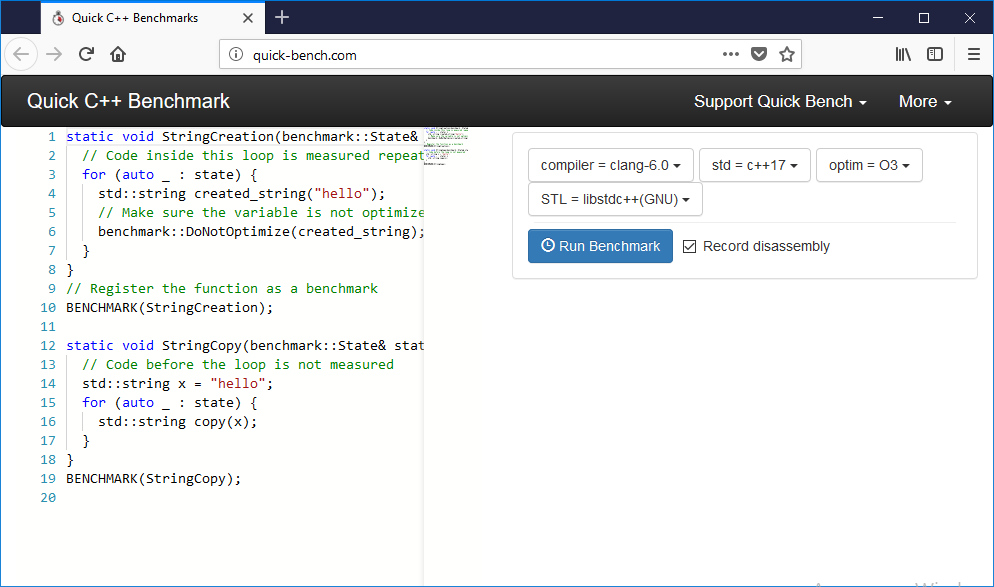 Quick C++ Benchmarks
quick-bench.com
Quick C++ Benchmark
Support Quick Bench
More
1 static void StringCreation(benchmark::State&
2 // Code inside this loop is measured repeat
3 for (auto _ : state) {
4 std::string created_string("hello");
5 // Make sure the variable is not optimize
6 benchmark::DoNotOptimize(created_string);
7 }
8 }
9 // Register the function as a benchmark
10 BENCHMARK(StringCreation);
11
12 static void StringCopy(benchmark::State& stat
13 // Code before the loop is not measured
14 std::string x = "hello";
15 for (auto _ : state) {
16 std::string copy(x);
17 }
18 }
19 BENCHMARK(StringCopy);
20
compiler = clang-6.0
std = c++17
optim = O3
STL = libstdc++(GNU)
Run Benchmark
Record disassembly